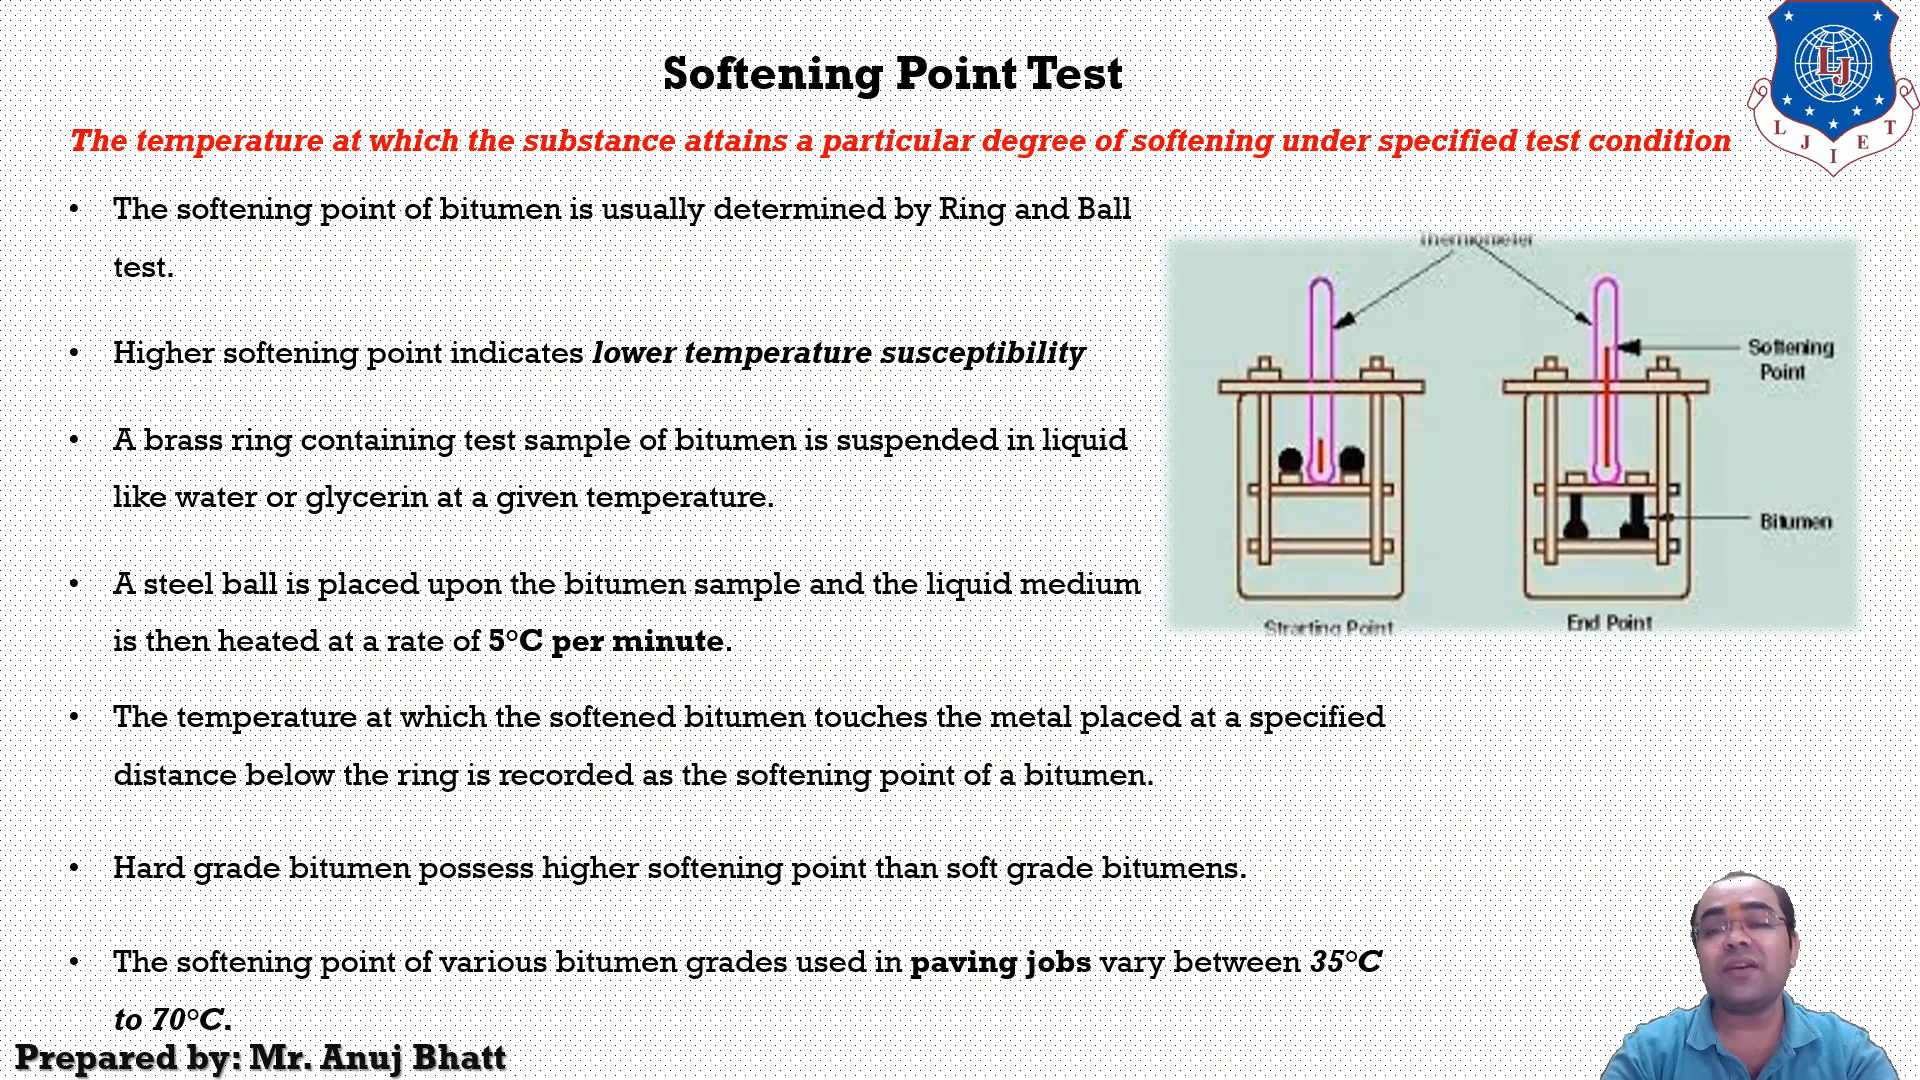 Softening Point Test
The temperature at which the substance attains a particular degree of softening under specified test condition
• The softening point of bitumen is usually determined by Ring and Ball
test.
• Higher softening point indicates lower temperature susceptibility
• A brass ring containing test sample of bitumen is suspended in liquid
like water or glycerin at a given temperature.
• A steel ball is placed upon the bitumen sample and the liquid medium
is then heated at a rate of 5°C per minute.
• The temperature at which the softened bitumen touches the metal placed at a specified
distance below the ring is recorded as the softening point of a bitumen.
• Hard grade bitumen possess higher softening point than soft grade bitumens.
• The softening point of various bitumen grades used in paving jobs vary between 35°C
to 70°C.
Prepared by: Mr. Anuj Bhatt
Thermometer
Softening
Point
Bitumen
Strarting Point
End Point
LJ
L J I E T